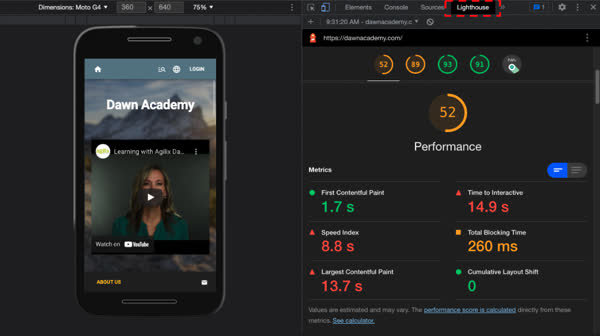 Dimensions: Moto G4 360 × 640 75%
Elements Console Sources Lighthouse » 1
+ 9:31:20 AM - dawnacademy.c
https://dawnacademy.com/
LOGIN
Dawn Academy
Learning with Agilix Da...
Watch on YouTube
ABOUT US
52 89 93 91
52
Performance
Metrics
First Contentful Paint
1.7 s
Time to Interactive
14.9 s
Speed Index
8.8 s
Total Blocking Time
260 ms
Largest Contentful Paint
13.7 s
Cumulative Layout Shift
0
Values are estimated and may vary. The performance score is calculated directly from these
metrics. See calculator.